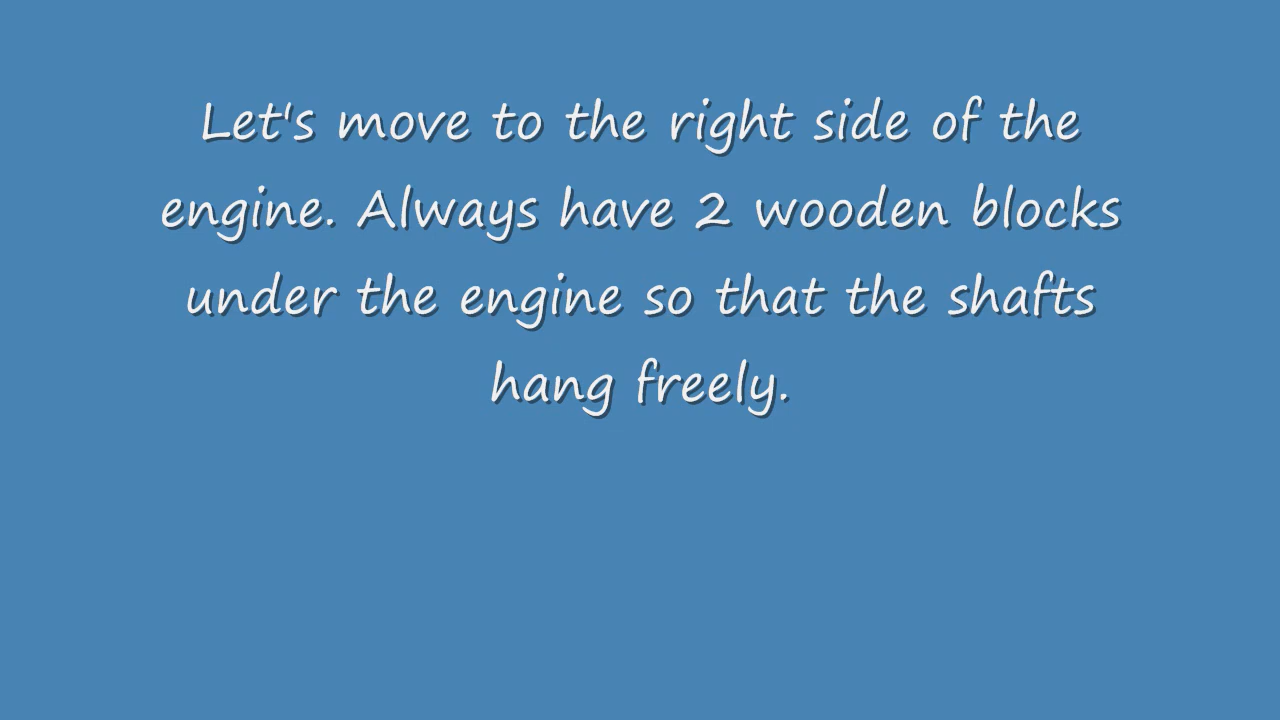 Let's move to the right side of the
engine. Always have 2 wooden blocks
under the engine so that the shafts
hang freely.